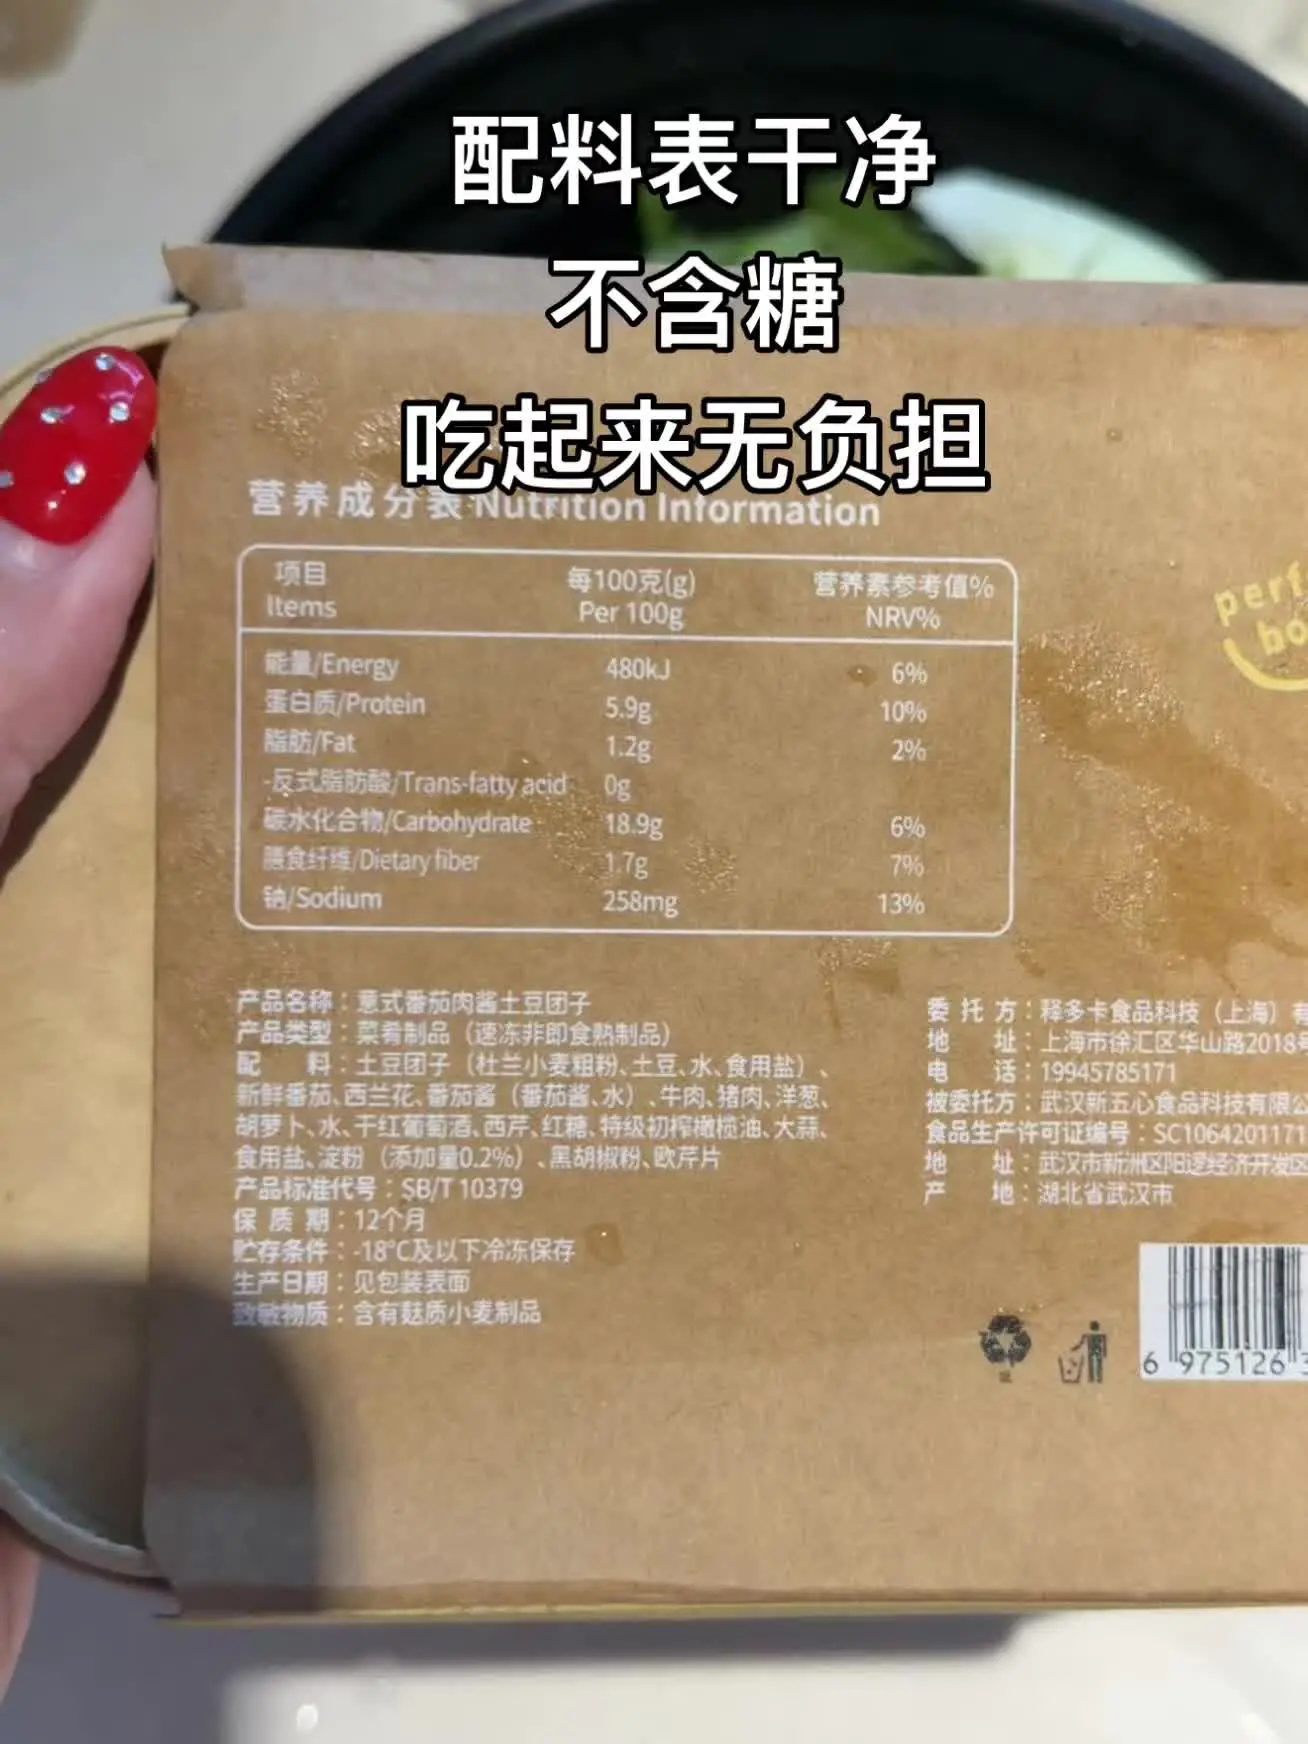 配料表干净
不含糖
吃起来无负担
营养成分表 Nutrition Information
项目 每100克(g) 营养素参考值%
Items Per 100g NRV%
能量/Energy 480kJ 6%
蛋白质/Protein 5.9g 10%
脂肪/Fat 1.2g 2%
-反式脂肪酸/Trans-fatty acid 0g
碳水化合物/Carbohydrate 18.9g 6%
膳食纤维/Dietary fiber 1.7g 7%
钠/Sodium 258mg 13%
perf
bo
产品名称：意式番茄肉酱土豆团子
产品类型：菜肴制品（速冻非即食熟制品）
配 料：土豆团子（杜兰小麦粗粉、土豆、水、食用盐）、
新鲜番茄、西兰花、番茄酱（番茄酱、水）、牛肉、猪肉、洋葱、
胡萝卜、水、干红葡萄酒、西芹、红糖、特级初榨橄榄油、大蒜、
食用盐、淀粉（添加量0.2%）、黑胡椒粉、欧芹片
产品标准代号：SB/T 10379
保 质 期：12个月
贮存条件：-18°C及以下冷冻保存
生产日期：见包装表面
致敏物质：含有麸质小麦制品
委 托 方：释多卡食品科技（上海）有
地 址：上海市徐汇区华山路2018号
电 话：19945785171
被委托方：武汉新五心食品科技有限公
食品生产许可证编号：SC1064201171
地 址：武汉市新洲区阳逻经济开发区
产 地：湖北省武汉市
6 975126